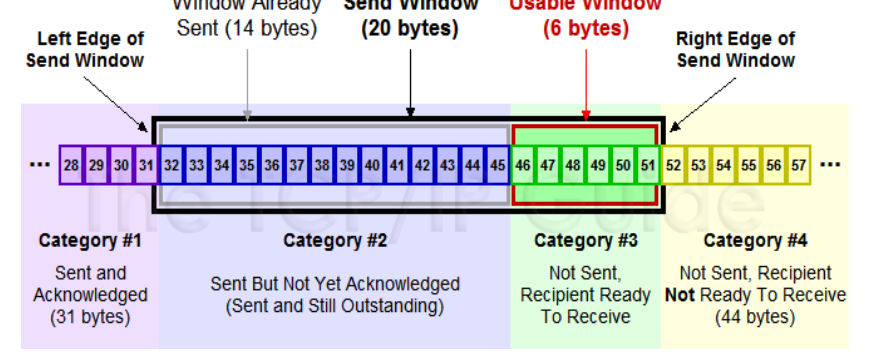 Window Already
Sent (14 bytes)
Send Window
(20 bytes)
Usable Window
(6 bytes)
Left Edge of
Send Window
Right Edge of
Send Window
... 28 29 30 31 32 33 34 35 36 37 38 39 40 41 42 43 44 45 46 47 48 49 50 51 52 53 54 55 56 57 ...
The TCP/IP Guide
Category #1
Sent and
Acknowledged
(31 bytes)
Category #2
Sent But Not Yet Acknowledged
(Sent and Still Outstanding)
Category #3
Not Sent,
Recipient Ready
To Receive
Category #4
Not Sent, Recipient
Not Ready To Receive
(44 bytes)